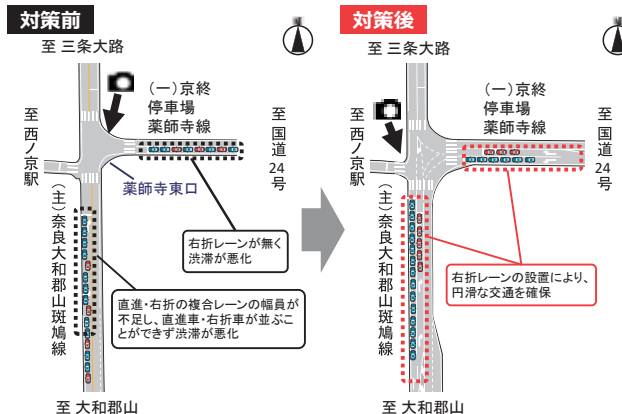 対策前
至 三条大路
(一)京終
停車場
薬師寺線
至 西ノ京駅
至 国道24号
薬師寺東口
(主)奈良大和郡山斑鳩線
右折レーンが無く
渋滞が悪化
直進・右折の複合レーンの幅員が
不足し、直進車・右折車が並ぶこ
とができず渋滞が悪化
至 大和郡山
対策後
至 三条大路
(一)京終
停車場
薬師寺線
至 西ノ京駅
至 国道24号
(主)奈良大和郡山斑鳩線
右折レーンの設置により、
円滑な交通を確保
至 大和郡山